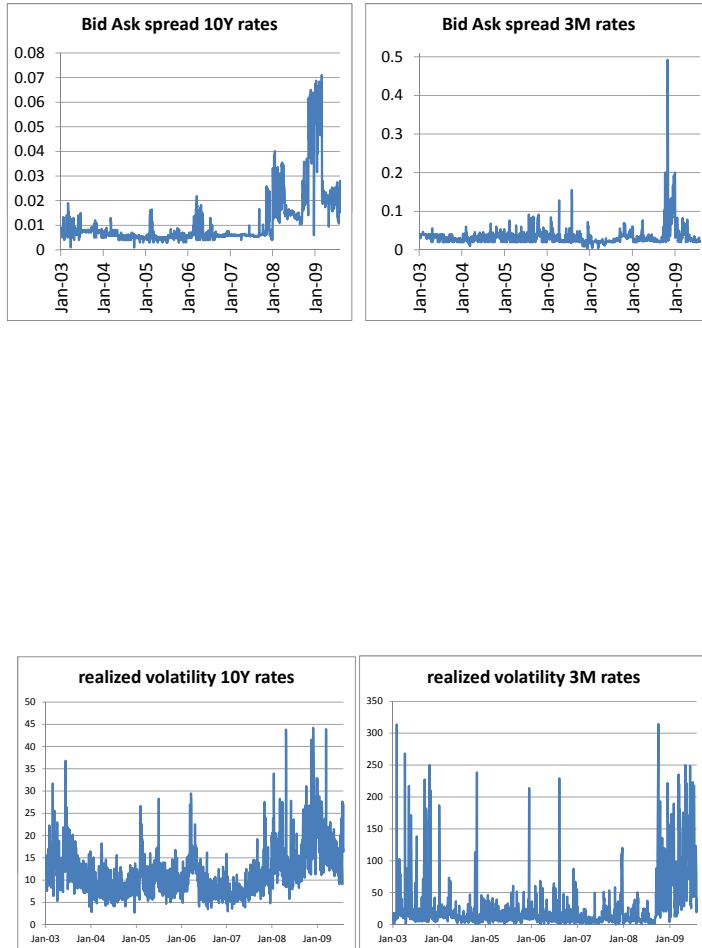 Bid Ask spread 10Y rates
0.08
0.07
0.06
0.05
0.04
0.03
0.02
0.01
0
Jan-03
Jan-04
Jan-05
Jan-06
Jan-07
Jan-08
Jan-09
Bid Ask spread 3M rates
0.5
0.4
0.3
0.2
0.1
0
Jan-03
Jan-04
Jan-05
Jan-06
Jan-07
Jan-08
Jan-09
realized volatility 10Y rates
50
45
40
35
30
25
20
15
10
5
0
Jan-03 Jan-04 Jan-05 Jan-06 Jan-07 Jan-08 Jan-09
realized volatility 3M rates
350
300
250
200
150
100
50
0
Jan-03 Jan-04 Jan-05 Jan-06 Jan-07 Jan-08 Jan-09